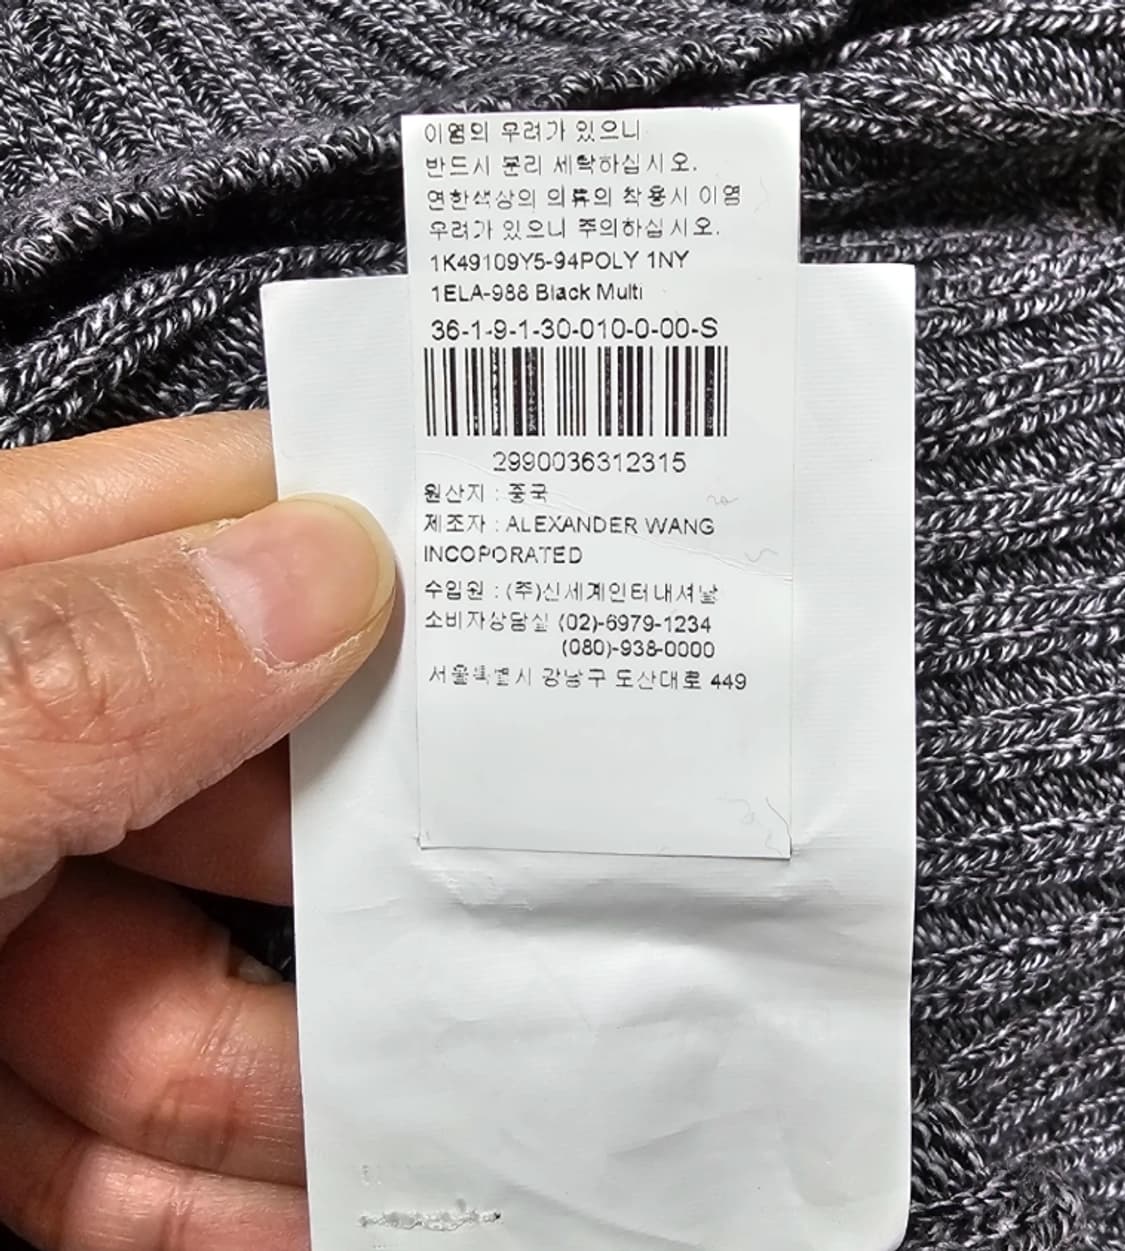 이염의 우려가 있으니
반드시 분리 세탁하십시오.
연한색상의 의류의 착용시 이염
우려가 있으니 주의하십시오.
1K49109Y5-94POLY 1NY
1ELA-988 Black Multi
36-1-9-1-30-010-0-00-S
2990036312315
원산지 : 중국
제조자 : ALEXANDER WANG
INCOPORATED
수입원 : (주)신세계인터내셔날
소비자상담실 (02)-6979-1234
(080)-938-0000
서울특별시 강남구 도산대로 449